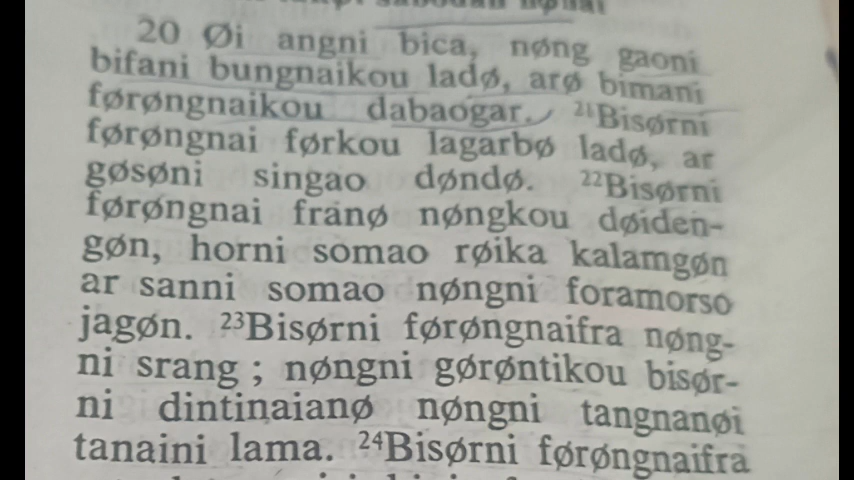 20 Øi angni bica, nøng gaoni
bifani bungnaikou ladø, arø bimani
førøngnaikou dabaogar. ²¹Bisørni
førøngnai førkou lagarbø ladø, ar
gøsøni singao døndø. ²²Bisørni
førøngnai franø nøngkou døiden-
gøn, horni somao røika kalamgøn
ar sanni somao nøngni foramorso
jagøn. ²³Bisørni førøngnaifra nøng-
ni srang ; nøngni gørøntikou bisør-
ni dintinaianø nøngni tangnanøi
tanaini lama. ²⁴Bisørni førøngnaifra